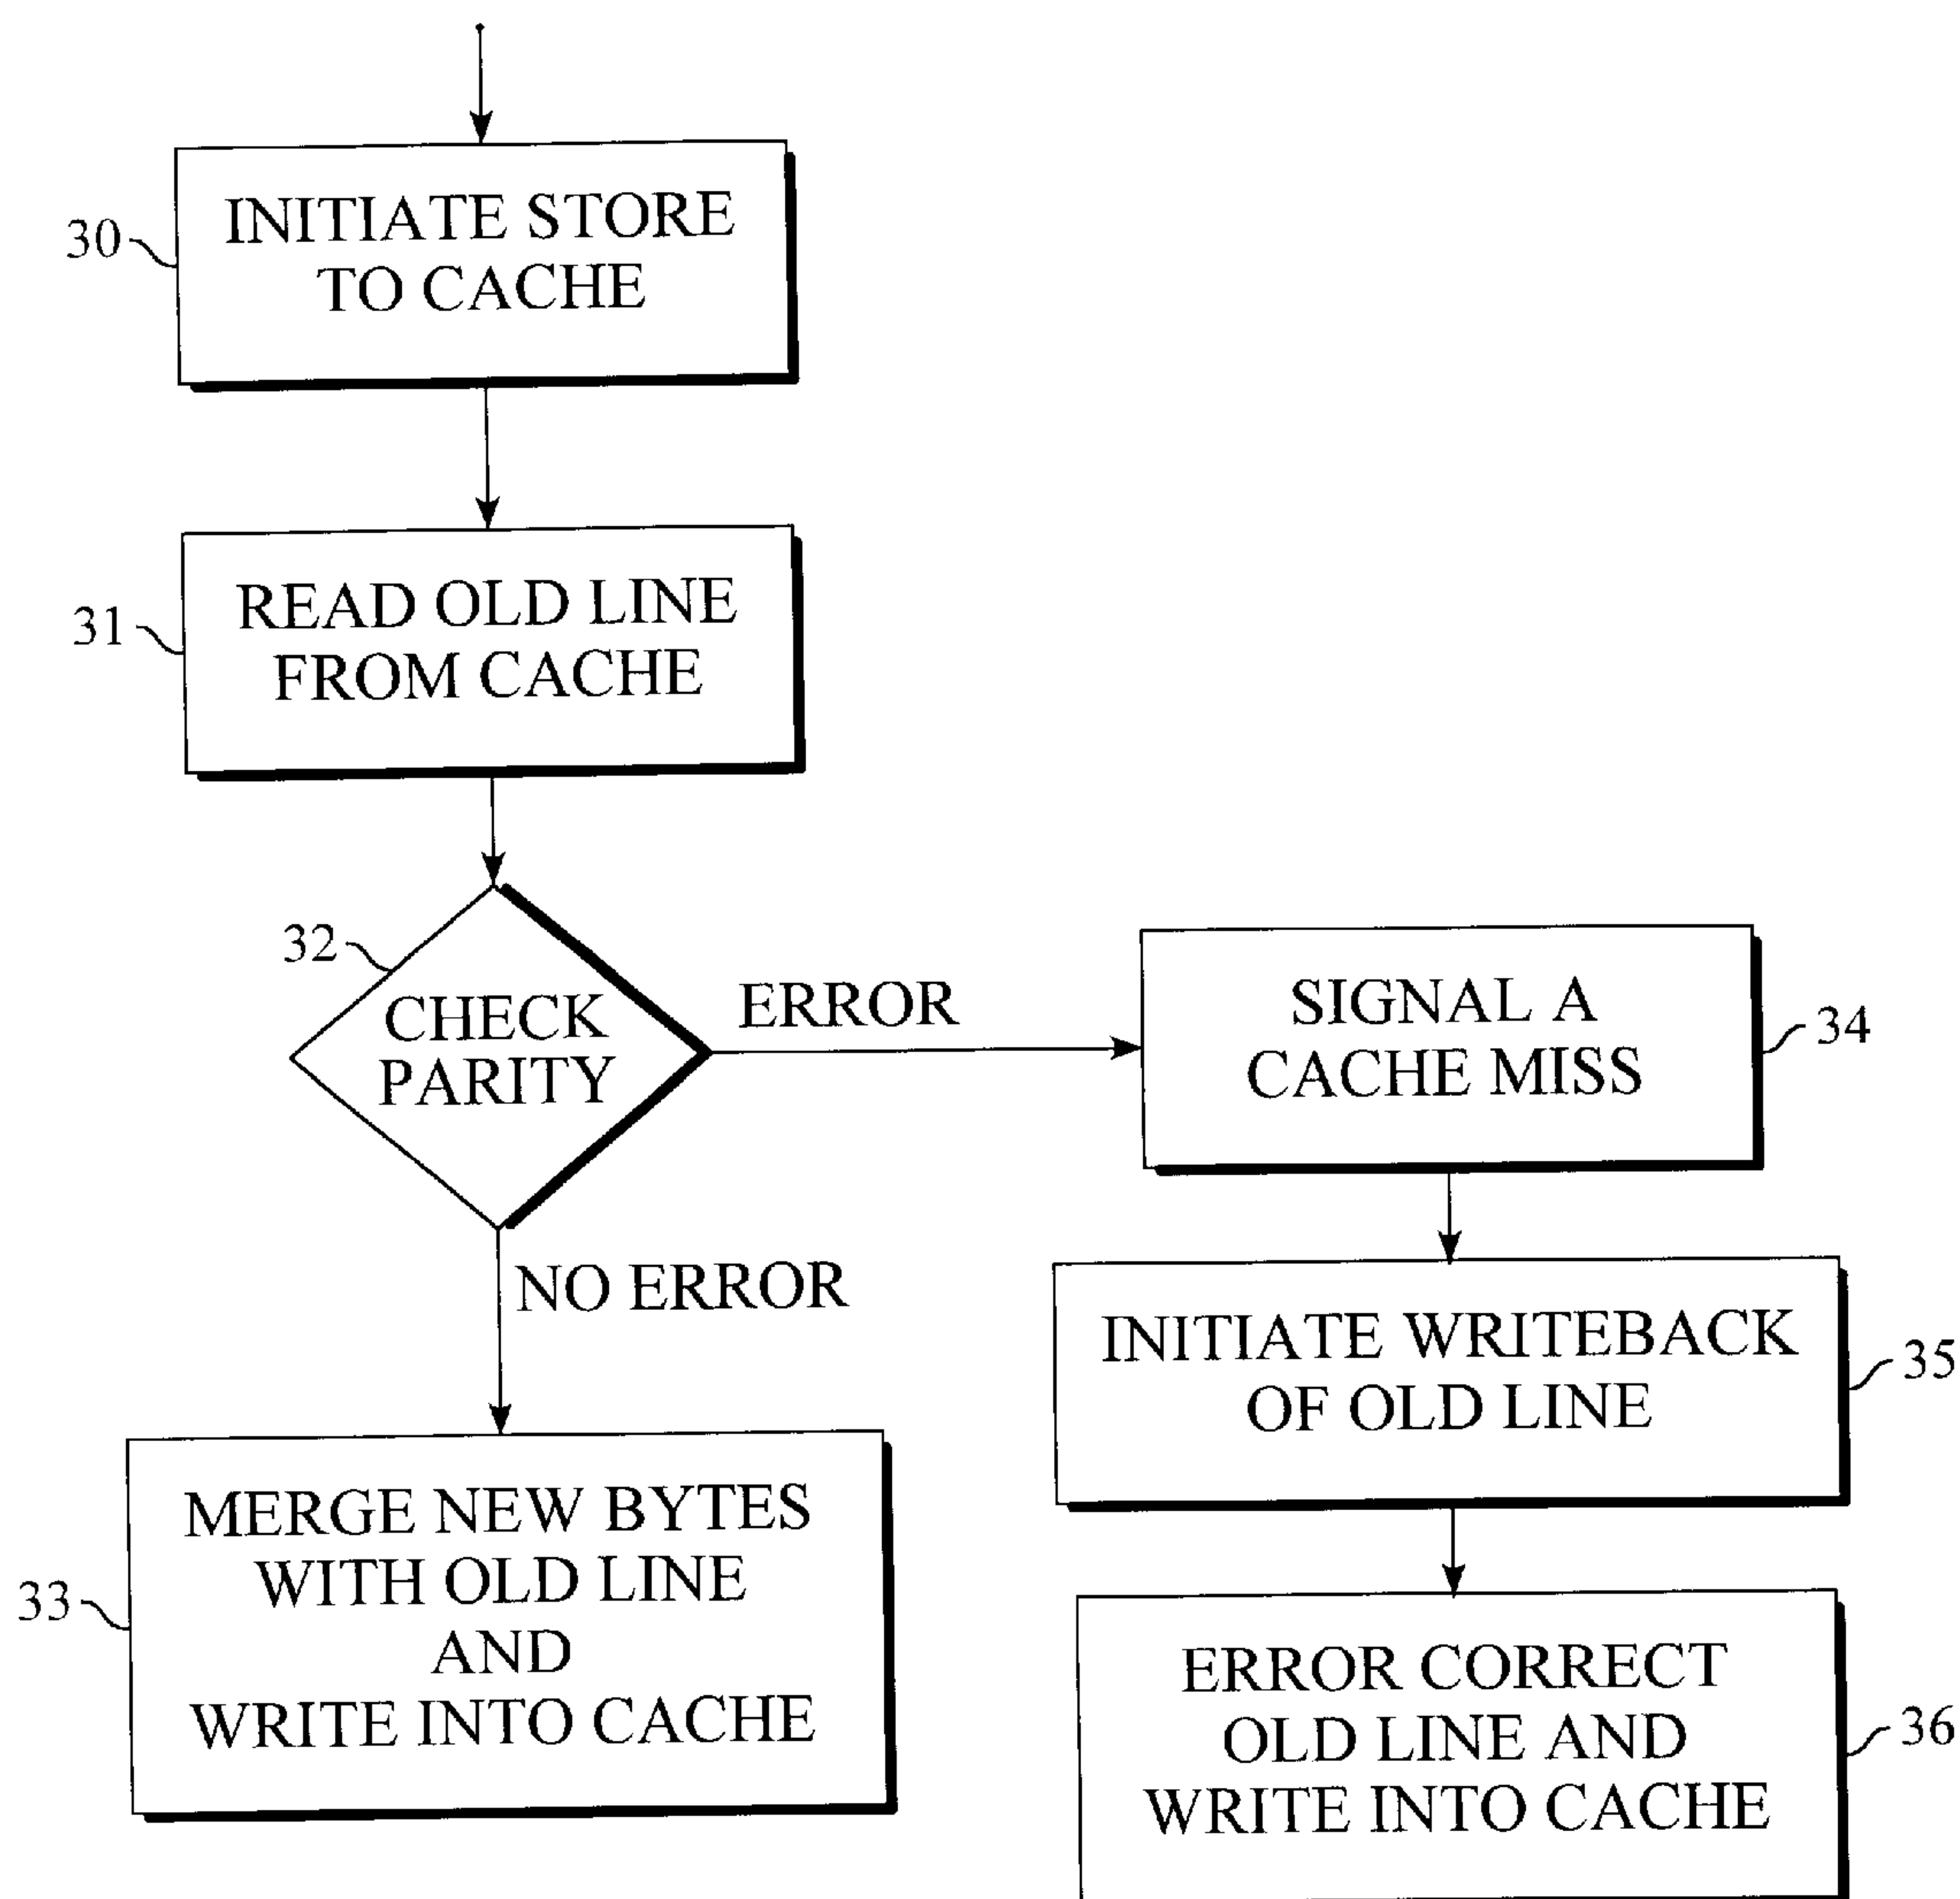 30
INITIATE STORE
TO CACHE
31
READ OLD LINE
FROM CACHE
32
CHECK
PARITY
ERROR
SIGNAL A
CACHE MISS
34
NO ERROR
INITIATE WRITEBACK
OF OLD LINE
35
33
MERGE NEW BYTES
WITH OLD LINE
AND
WRITE INTO CACHE
ERROR CORRECT
OLD LINE AND
WRITE INTO CACHE
36